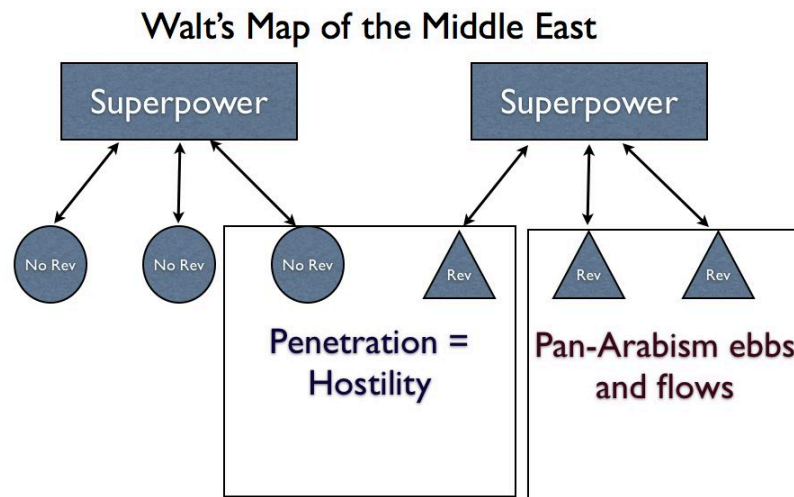 Walt's Map of the Middle East
Superpower
Superpower
No Rev
No Rev
No Rev
Rev
Rev
Rev
Penetration =
Hostility
Pan-Arabism ebbs
and flows